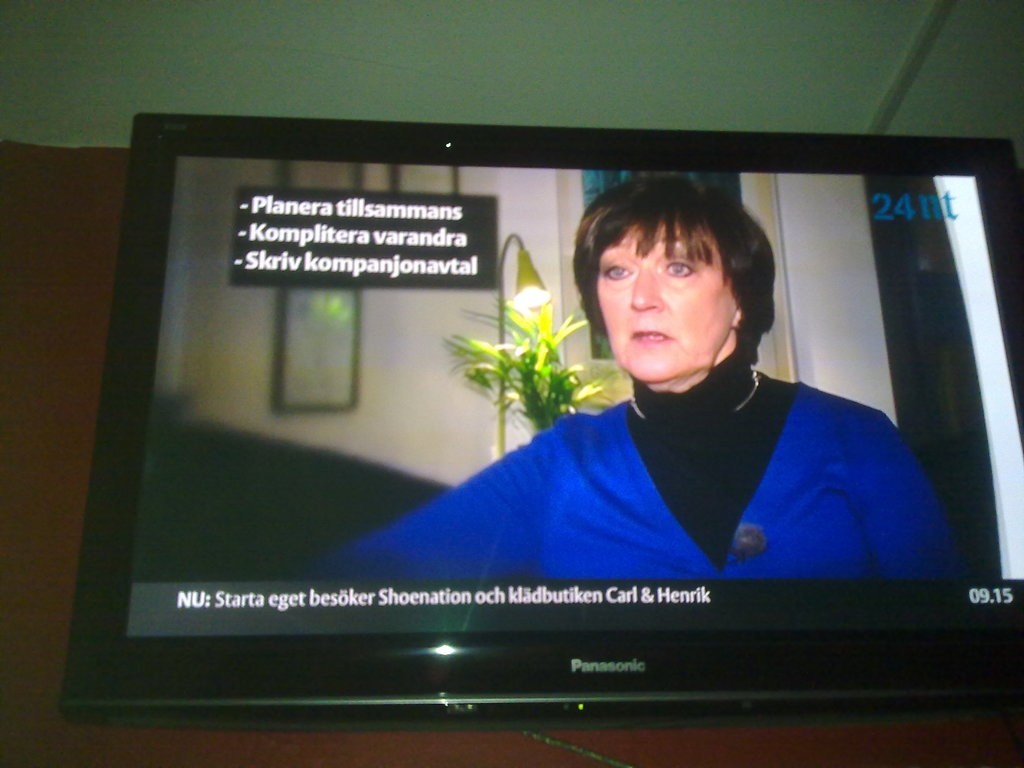 - Planera tillsammans
- Komplitera varandra
- Skriv kompanjonavtal
24nt
NU: Starta eget besöker Shoenation och klädbutiken Carl & Henrik
09.15
Panasonic